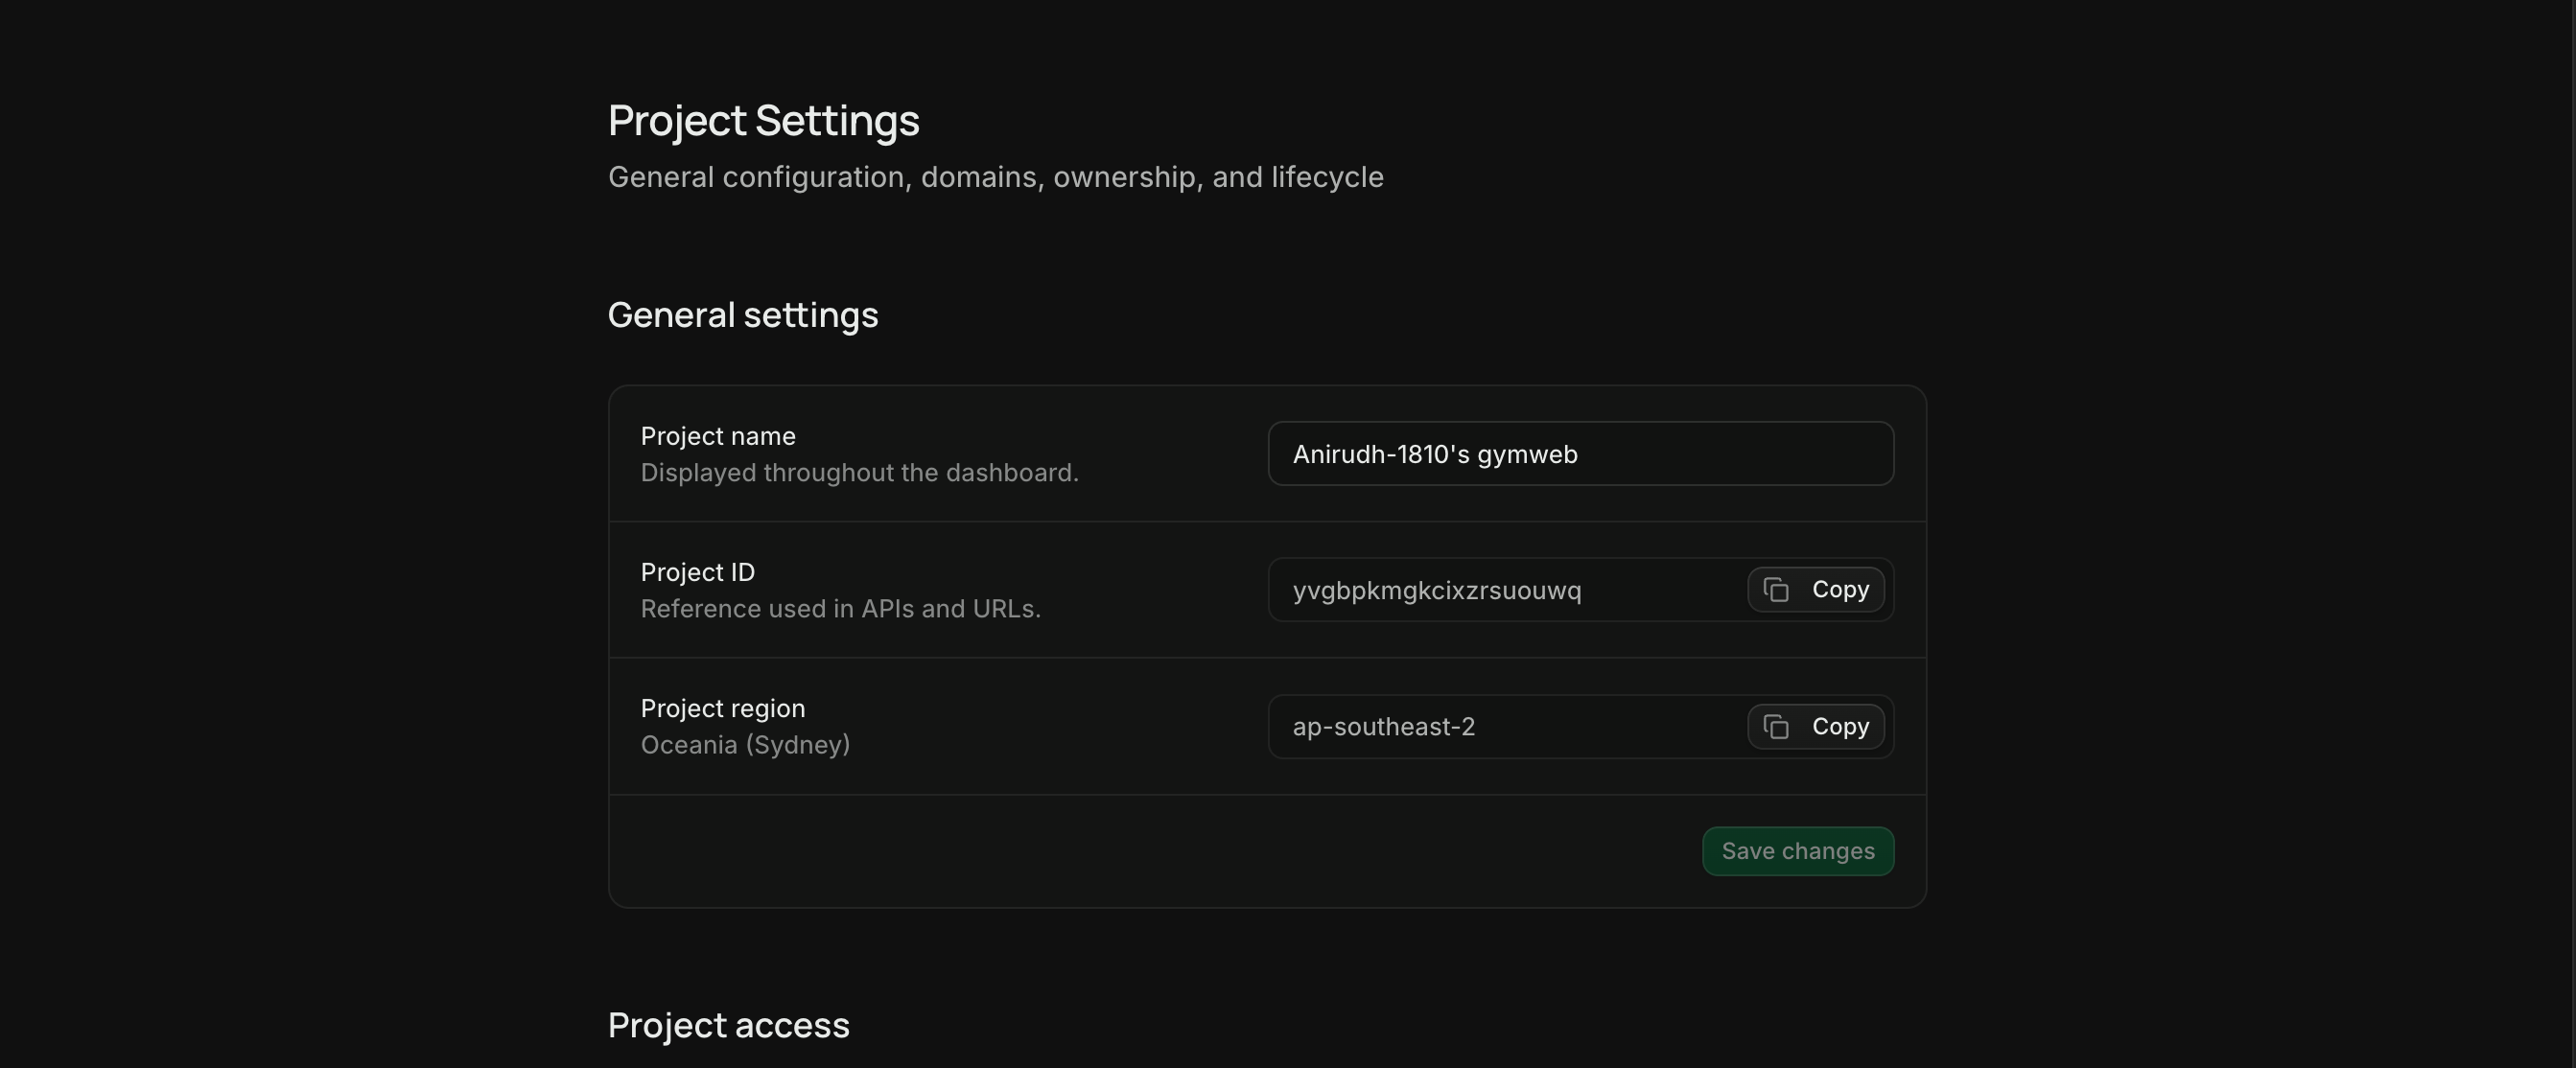 Project Settings
General configuration, domains, ownership, and lifecycle
General settings
Project name
Displayed throughout the dashboard.
Anirudh-1810's gymweb
Project ID
Reference used in APIs and URLs.
yvgbpkmgkcixzrsuouwq
Copy
Project region
Oceania (Sydney)
ap-southeast-2
Copy
Save changes
Project access